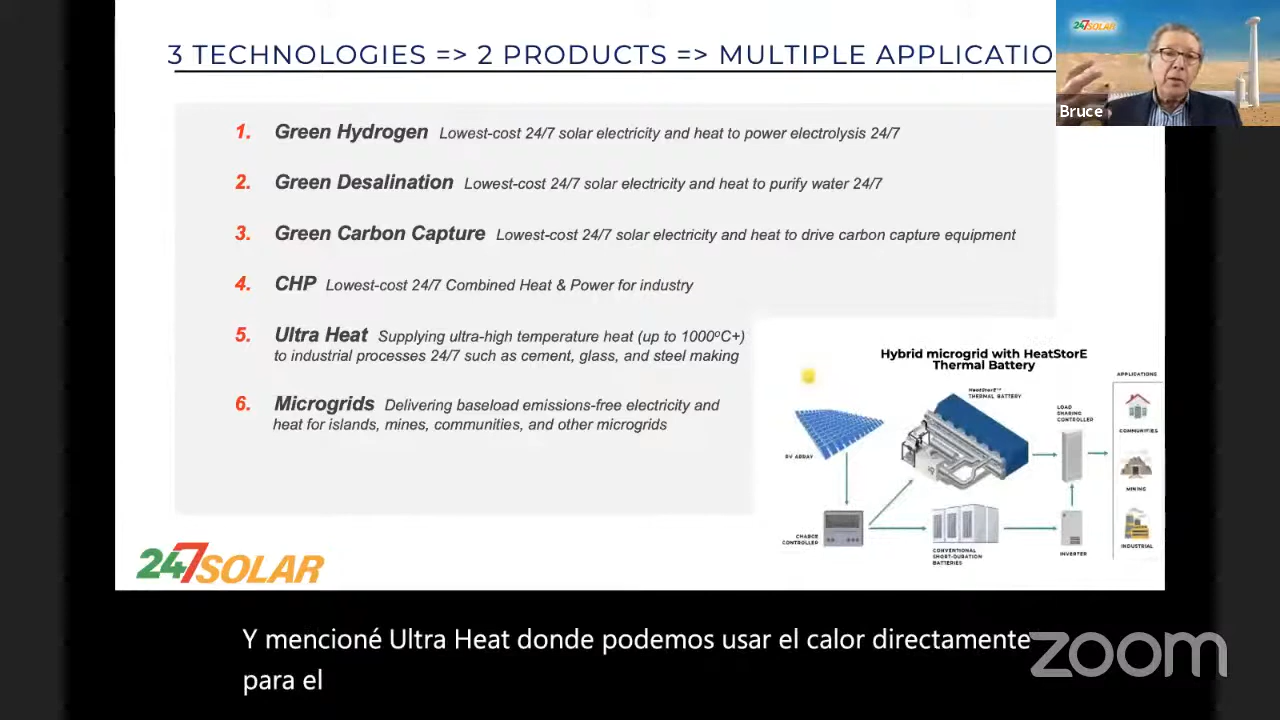 3 TECHNOLOGIES => 2 PRODUCTS => MULTIPLE APPLICATIO
247SOLAR
Bruce
1. Green Hydrogen Lowest-cost 24/7 solar electricity and heat to power electrolysis 24/7
2. Green Desalination Lowest-cost 24/7 solar electricity and heat to purify water 24/7
3. Green Carbon Capture Lowest-cost 24/7 solar electricity and heat to drive carbon capture equipment
4. CHP Lowest-cost 24/7 Combined Heat & Power for industry
5. Ultra Heat Supplying ultra-high temperature heat (up to 1000ºC+)
to industrial processes 24/7 such as cement, glass, and steel making
6. Microgrids Delivering baseload emissions-free electricity and
heat for islands, mines, communities, and other microgrids
Hybrid microgrid with HeatStorE
Thermal Battery
APPLICATIONS
HeatStorE™
THERMAL BATTERY
LOAD
SHARING
CONTROLLER
COMMUNITIES
PV ARRAY
MINING
CHARGE
CONTROLLER
CONVENTIONAL
SHORT-DURATION
BATTERIES
INVERTER
INDUSTRIAL
247SOLAR
Y mencioné Ultra Heat donde podemos usar el calor directamente
para el
zoom